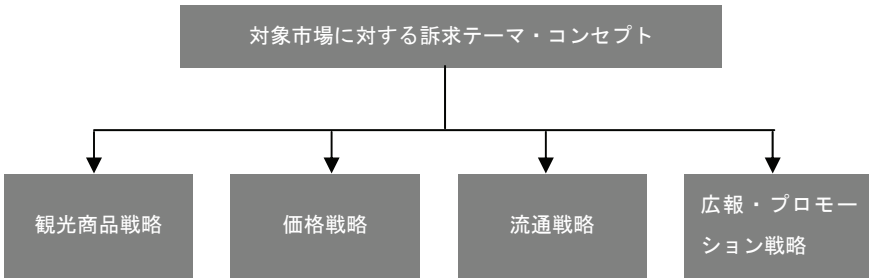 対象市場に対する訴求テーマ・コンセプト
観光商品戦略
価格戦略
流通戦略
広報・プロモー
ション戦略